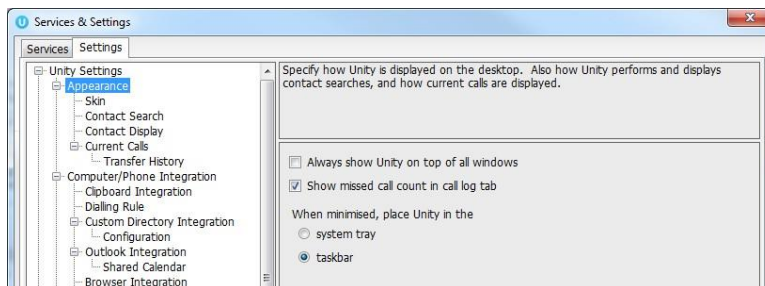 Services & Settings
Services
Settings
Unity Settings
Appearance
Skin
Contact Search
Contact Display
Current Calls
Transfer History
Computer/Phone Integration
Clipboard Integration
Dialling Rule
Custom Directory Integration
Configuration
Outlook Integration
Shared Calendar
Browser Integration
Specify how Unity is displayed on the desktop. Also how Unity performs and displays
contact searches, and how current calls are displayed.
Always show Unity on top of all windows
Show missed call count in call log tab
When minimised, place Unity in the
system tray
taskbar